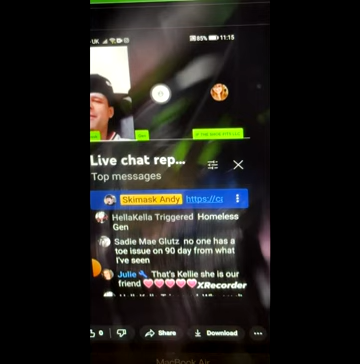 -UK
85% 11:15
Live chat rep...
Top messages
Skimask Andy https://c
HellaKella Triggered Homeless
Gen
Sadie Mae Glutz no one has a
toe issue on 90 day from what
I've seen
Julie 🔧 That's Kellie she is our
friend 💗💗💗💗💗XRecorder
Share Download
MacBook Air